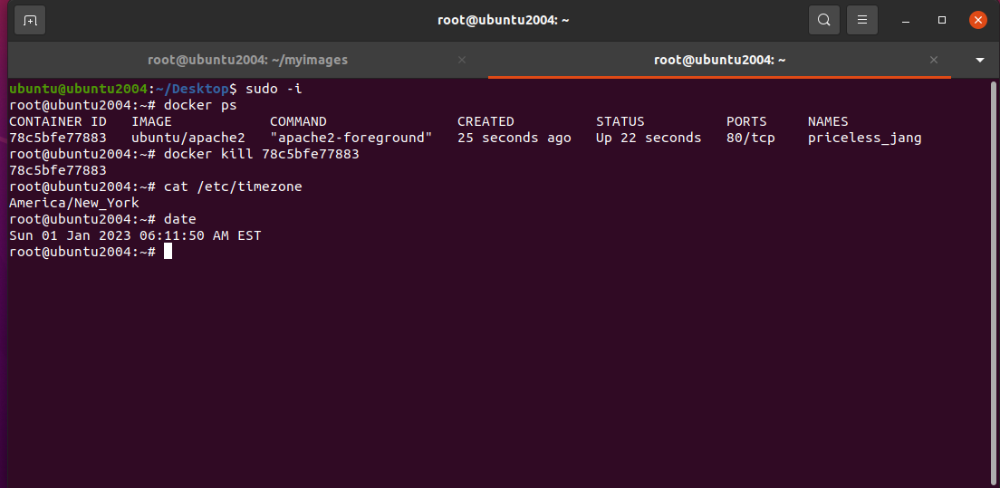 root@ubuntu2004: ~
root@ubuntu2004: ~/myimages
root@ubuntu2004: ~
ubuntu@ubuntu2004:~/Desktop$ sudo -i
root@ubuntu2004:~# docker ps
CONTAINER ID   IMAGE            COMMAND                CREATED          STATUS          PORTS     NAMES
78c5bfe77883   ubuntu/apache2   "apache2-foreground"   25 seconds ago   Up 22 seconds   80/tcp    priceless_jang
root@ubuntu2004:~# docker kill 78c5bfe77883
78c5bfe77883
root@ubuntu2004:~# cat /etc/timezone
America/New_York
root@ubuntu2004:~# date
Sun 01 Jan 2023 06:11:50 AM EST
root@ubuntu2004:~#